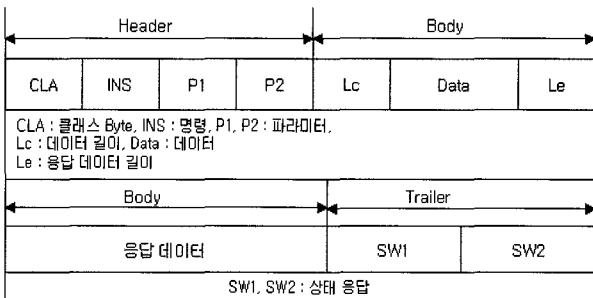 Header Body
CLA INS P1 P2 Lc Data Le
CLA :클래스 Byte, INS : 명령, P1, P2 : 파라미터,
Lc : 데이터 길이, Data : 데이터
Le : 응답 데이터 길이
Body Trailer
응답 데이터 SW1 SW2
SW1, SW2 : 상태 응답